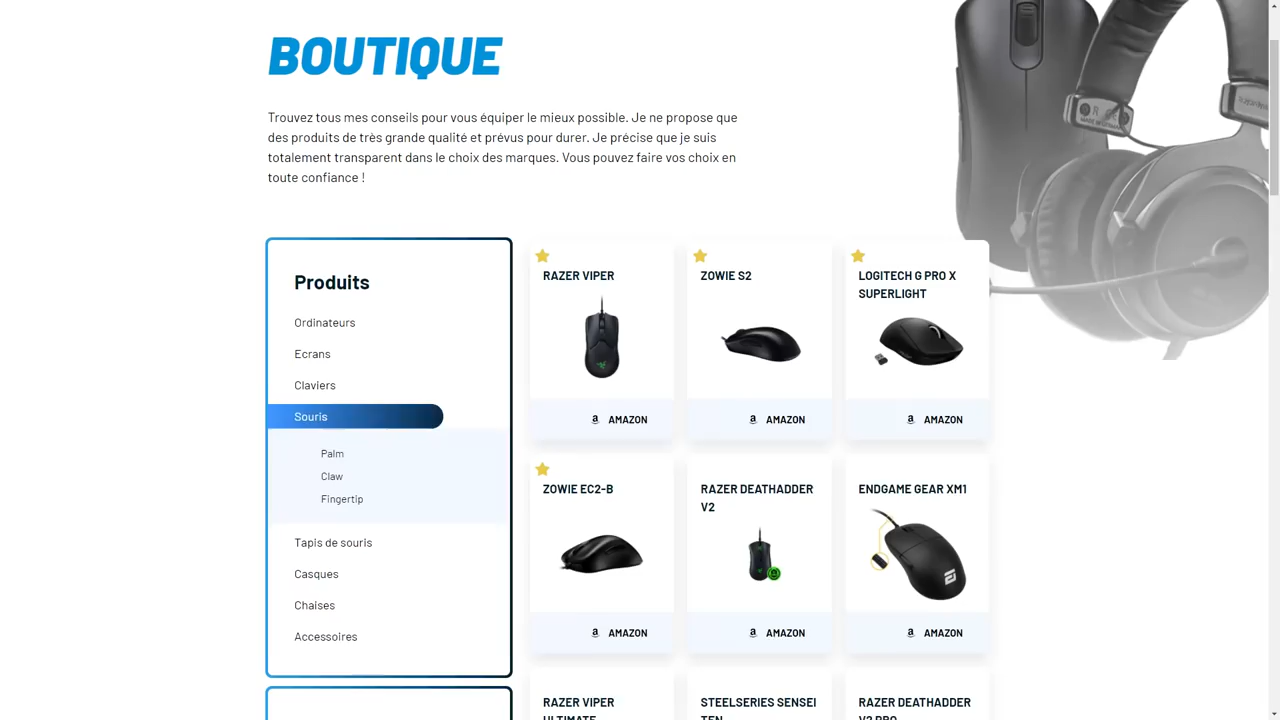 BOUTIQUE
Trouvez tous mes conseils pour vous équiper le mieux possible. Je ne propose que
des produits de très grande qualité et prévus pour durer. Je précise que je suis
totalement transparent dans le choix des marques. Vous pouvez faire vos choix en
toute confiance !
Produits
Ordinateurs
Ecrans
Claviers
Souris
Palm
Claw
Fingertip
Tapis de souris
Casques
Chaises
Accessoires
RAZER VIPER
AMAZON
ZOWIE S2
AMAZON
LOGITECH G PRO X
SUPERLIGHT
AMAZON
ZOWIE EC2-B
AMAZON
RAZER DEATHADDER
V2
AMAZON
ENDGAME GEAR XM1
AMAZON
RAZER VIPER
ULTIMATE
STEELSERIES SENSEI
TEN
RAZER DEATHADDER
V2 PRO